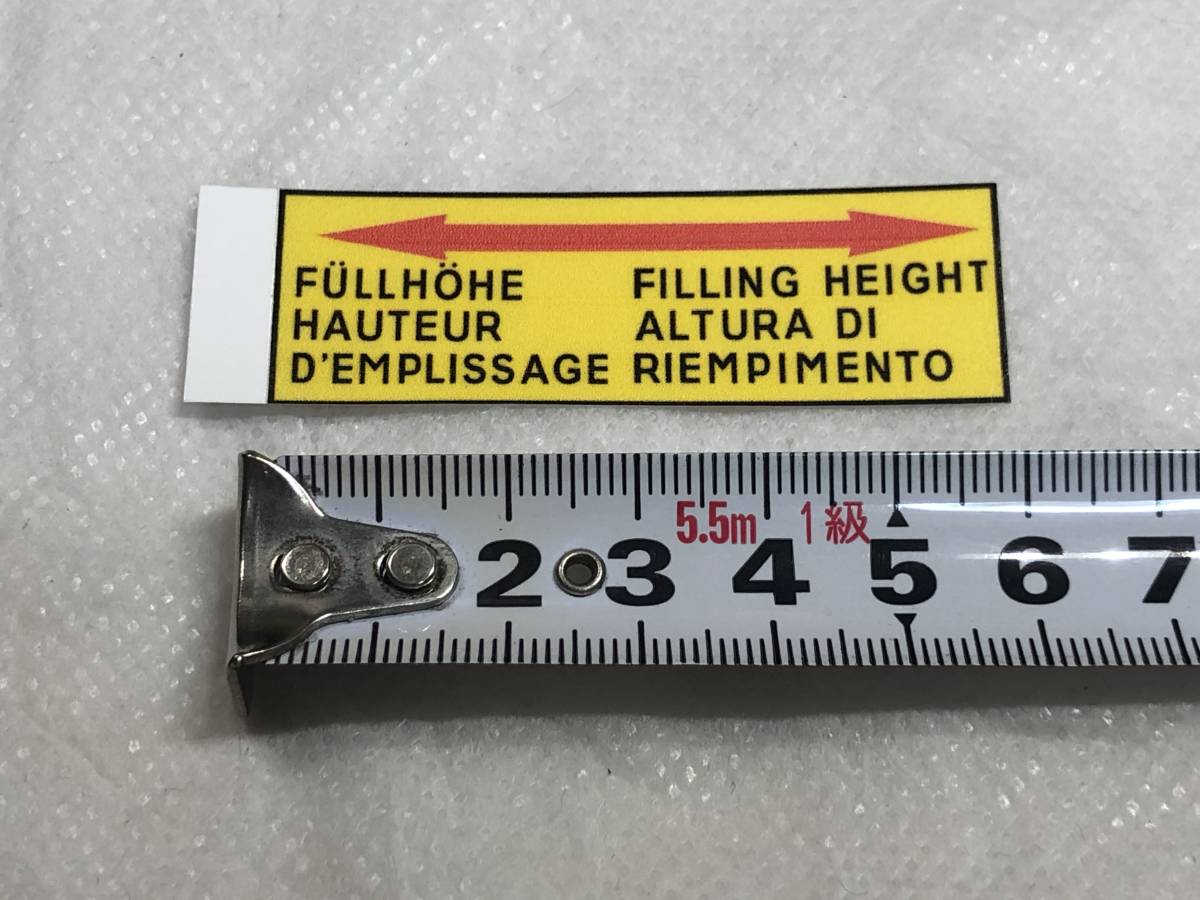 FÜLLHÖHE
HAUTEUR
D'EMPLISSAGE
FILLING HEIGHT
ALTURA DI
RIEMPIMENTO
5.5m 1級
2 3 4 5 6 7